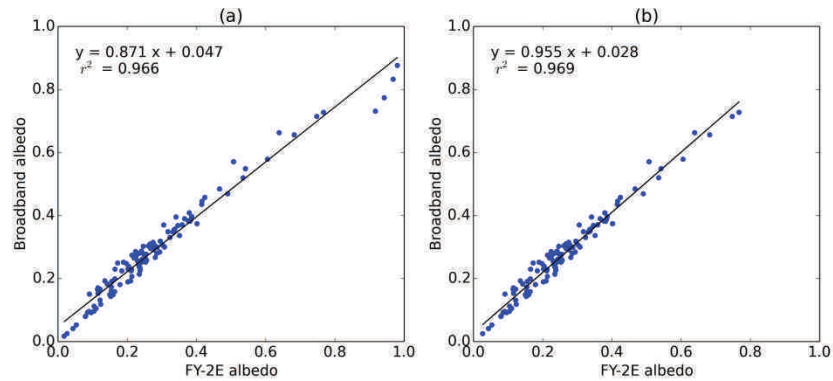 (a)
y = 0.871 x + 0.047
r² = 0.966
Broadband albedo
1.0
0.8
0.6
0.4
0.2
0.0
0.0 0.2 0.4 0.6 0.8 1.0
FY-2E albedo
(b)
y = 0.955 x + 0.028
r² = 0.969
Broadband albedo
1.0
0.8
0.6
0.4
0.2
0.0
0.0 0.2 0.4 0.6 0.8 1.0
FY-2E albedo